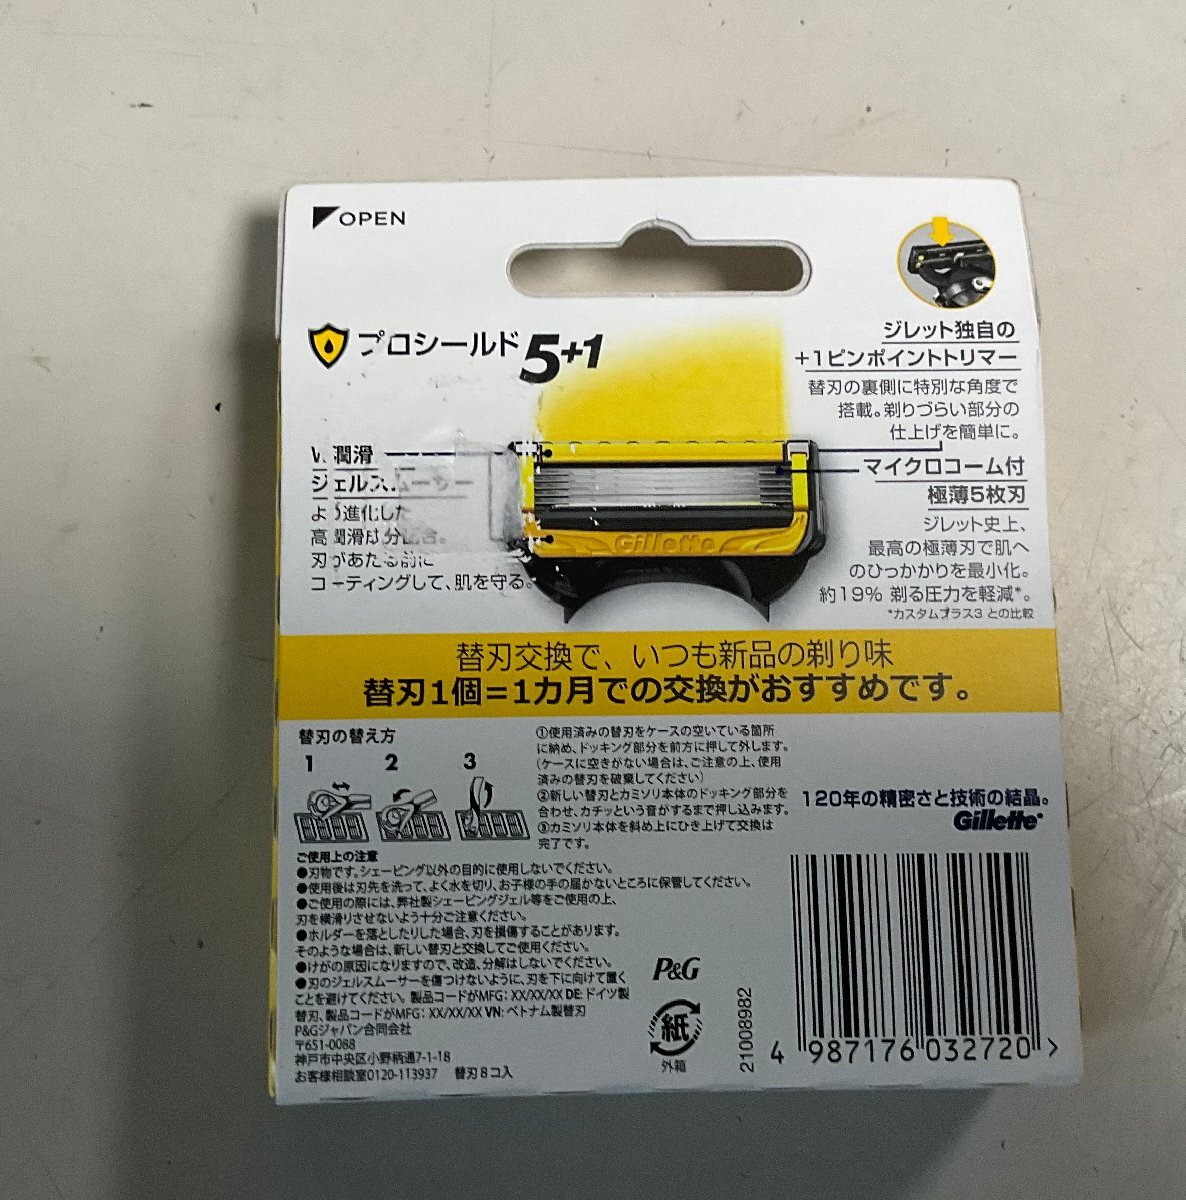 OPEN
プロシールド5+1
潤滑
ジェルス
よ 進化した
高潤滑 分配合。
刃があたる前に
コーティングして、肌を守る。
Gillette
ジレット独自の
+1ピンポイントトリマー
替刃の裏側に特別な角度で
搭載。剃りづらい部分の
仕上げを簡単に。
マイクロコーム付
極薄5枚刃
ジレット史上、
最高の極薄刃で肌へ
のひっかかりを最小化。
約19% 剃る圧力を軽減*。
*カスタムプラス3 との比較
替刃交換で、いつも新品の剃り味
替刃1個=1カ月での交換がおすすめです。
替刃の替え方
1 2 3
①使用済みの替刃をケースの空いている箇所
に納め、ドッキング部分を前方に押して外します。
(ケースに空きがない場合は、ご注意の上、使用
済みの替刃を破棄してください)
②新しい替刃とカミソリ本体のドッキング部分を
合わせ、カチッという音がするまで押し込みます。
③カミソリ本体を斜め上にひき上げて交換は
完了です。
120年の精密さと技術の結晶。
Gillette
ご使用上の注意
●刃物です。シェービング以外の目的に使用しないでください。
●使用後は刃先を洗って、よく水を切り、お子様の手の届かないところに保管してください。
●ご使用の際には、弊社製シェービングジェル等をご使用の上、
刃を横滑りさせないよう十分ご注意ください。
●ホルダーを落としたりした場合、刃を損傷することがあります。
そのような場合は、新しい替刃と交換してご使用ください。
●けがの原因になりますので、改造、分解はしないでください。
●刃のジェルスムーサーを傷つけないように、刃を下に向けて置く
ことを避けてください。製品コードがMFG: XX/XX/XX DE: ドイツ製
替刃、製品コードがMFG: XX/XX/XX VN: ベトナム製替刃
P&Gジャパン合同会社
〒651-0088
神戸市中央区小野柄通7-1-18
お客様相談室0120-113937 替刃8コ入
P&G
紙
外箱
21008982
4 987176 032720 >